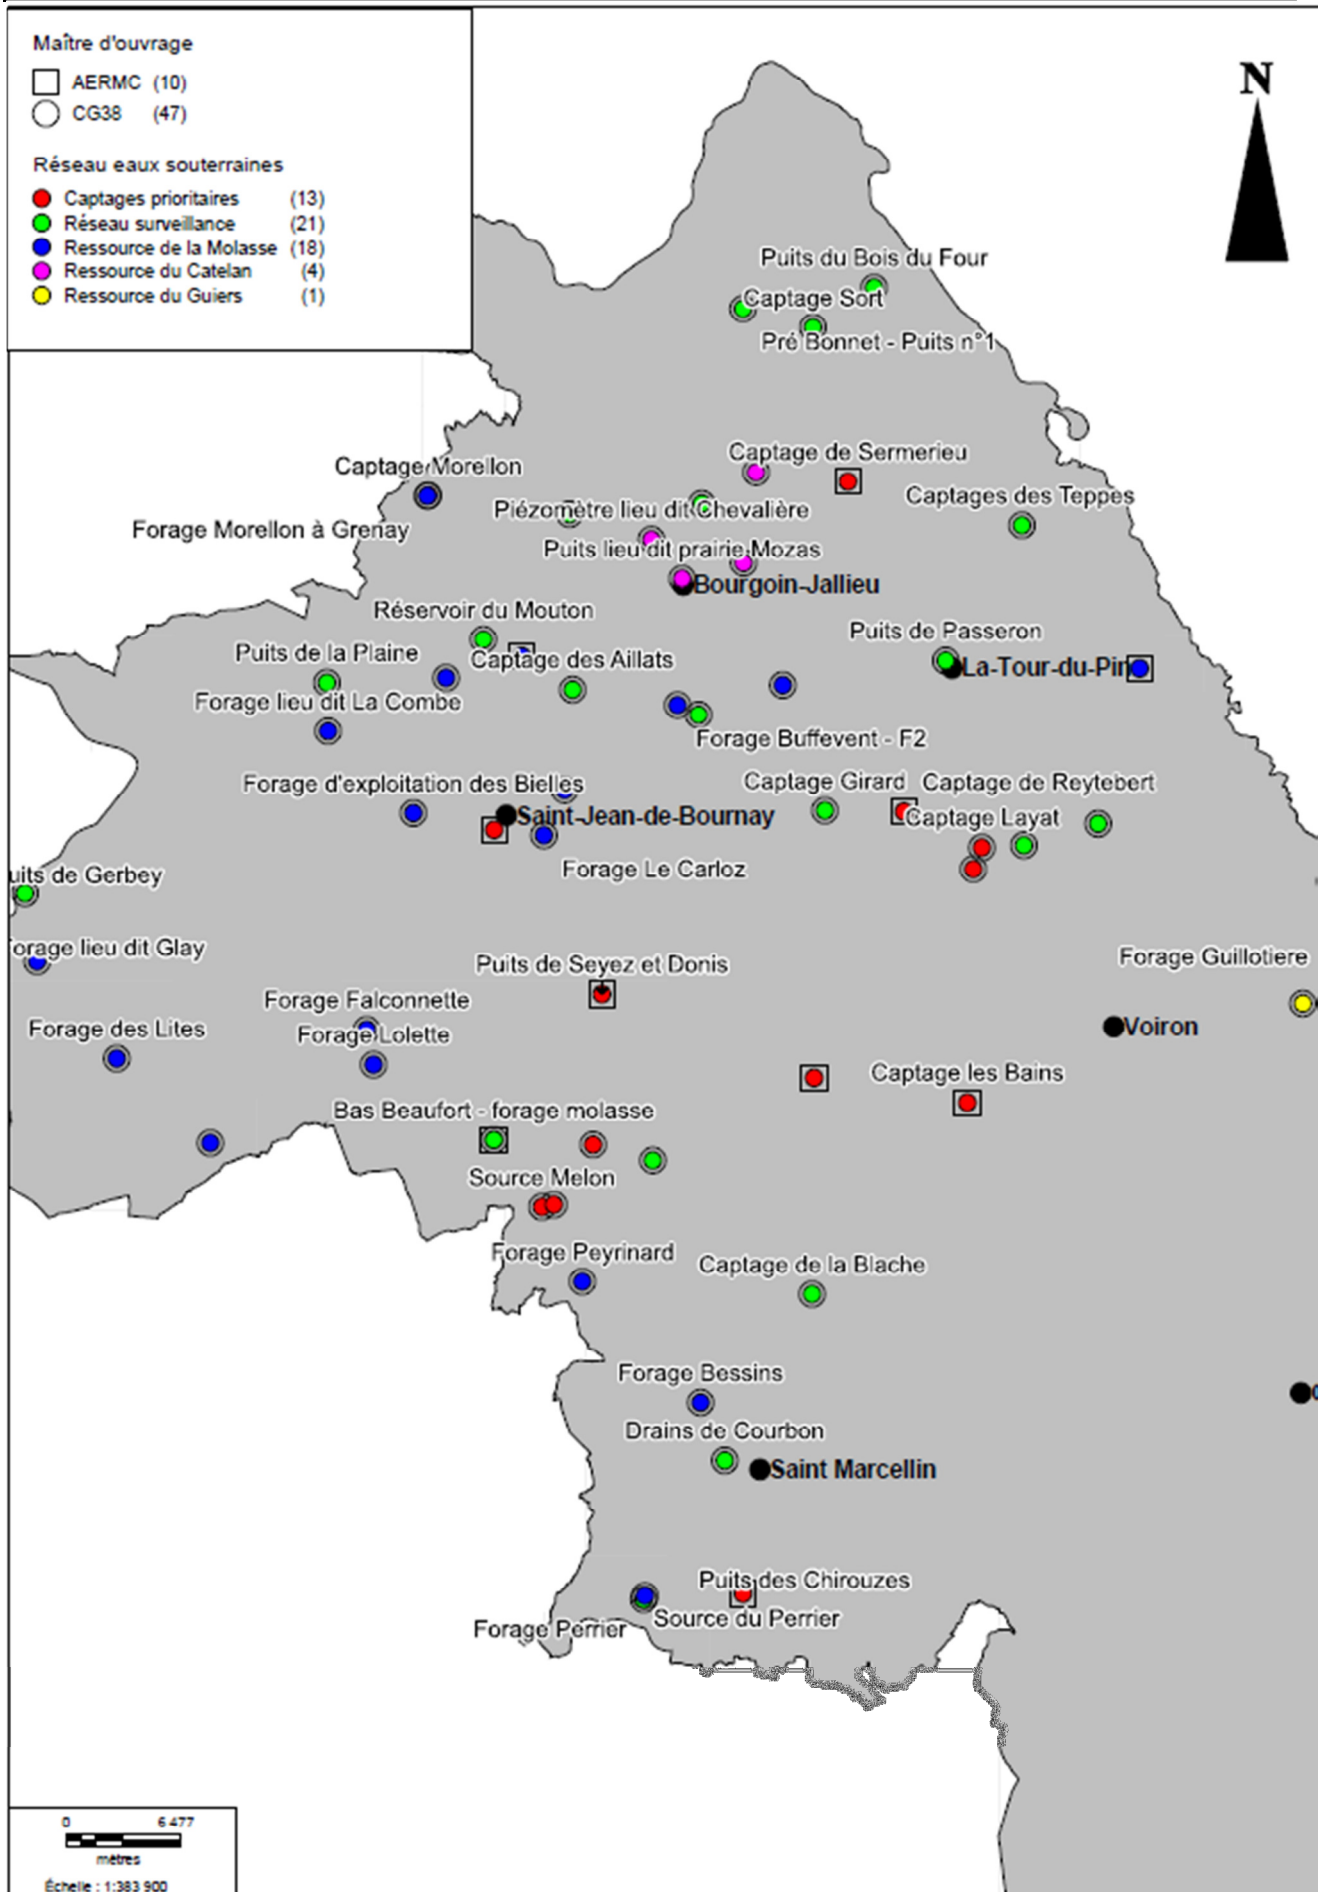 Maître d'ouvrage
AERMC (10)
CG38 (47)
Réseau eaux souterraines
Captages prioritaires (13)
Réseau surveillance (21)
Ressource de la Molasse (18)
Ressource du Catelan (4)
Ressource du Guiers (1)
N
Puits du Bois du Four
Captage Sort
Pré Bonnet - Puits n°1
Captage de Sermerieu
Captage Morellon
Captages des Teppes
Piézomètre lieu dit Chevalière
Forage Morellon à Grenay
Puits lieu dit prairie Mozas
Bourgoin-Jallieu
Réservoir du Mouton
Puits de Passeron
Puits de la Plaine
Captage des Aillats
La-Tour-du-Pin
Forage lieu dit La Combe
Forage Buffevent - F2
Forage d'exploitation des Bielles
Captage Girard
Captage de Reytebert
Saint-Jean-de-Bournay
Captage Layat
Forage Le Carloz
uits de Gerbey
orage lieu dit Glay
Forage Guillotiere
Puits de Seyez et Donis
Forage Falconnette
Forage des Lites
Voiron
Forage Lolette
Captage les Bains
Bas Beaufort - forage molasse
Source Melon
Forage Peyrinard
Captage de la Blache
Forage Bessins
Drains de Courbon
Saint Marcellin
Puits des Chirouzes
Source du Perrier
Forage Perrier
0 6 477
mètres
Échelle : 1:383 900